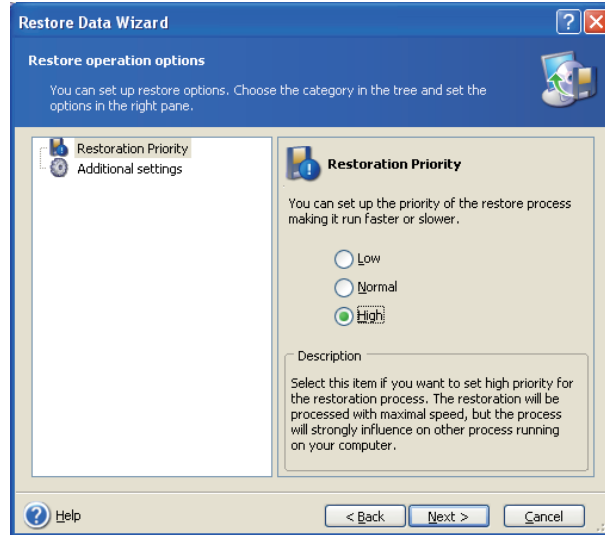 Restore Data Wizard
Restore operation options
You can set up restore options. Choose the category in the tree and set the
options in the right pane.
Restoration Priority
Additional settings
Restoration Priority
You can set up the priority of the restore process
making it run faster or slower.
Low
Normal
High
Description
Select this item if you want to set high priority for
the restoration process. The restoration will be
processed with maximal speed, but the process
will strongly influence on other process running
on your computer.
Help
< Back
Next >
Cancel